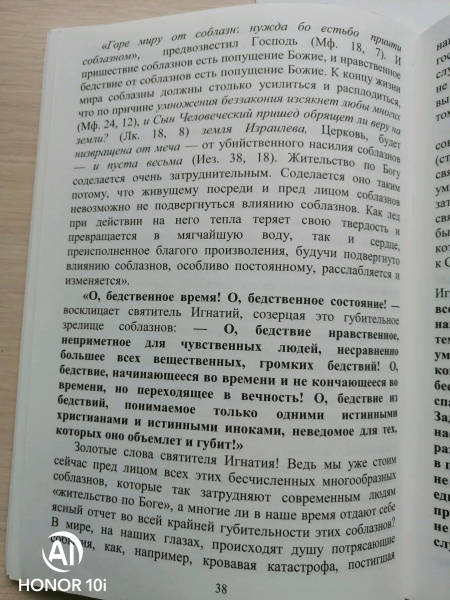 «Горе миру от соблазн: нужда бо естьбо приити
соблазном», предвозвестил Господь (Мф. 18, 7). И
пришествие соблазнов есть попущение Божие, и нравственное
бедствие от соблазнов есть попущение Божие. К концу жизни
мира соблазны должны столько усилиться и расплодиться,
что по причине умножения беззакония изсякнет любы многих
(Мф. 24, 12), и Сын Человеческий пришед обрящет ли веру на
земли? (Лк. 18, 8) земля Израилева, Церковь, будет
низвращена от меча — от убийственного насилия соблазнов
— и пуста весьма (Иез. 38, 18). Жительство по Богу
соделается очень затруднительным. Соделается оно таким
потому, что живущему посреди и пред лицом соблазнов
невозможно не подвергнуться влиянию соблазнов. Как лед
при действии на него тепла теряет свою твердость и
превращается в мягчайшую воду, так и сердце,
преисполненное благого произволения, будучи подвергнуто
влиянию соблазнов, особливо постоянному, расслабляется и
изменяется».
«О, бедственное время! О, бедственное состояние! —
восклицает святитель Игнатий, созерцая это губительное
зрелище соблазнов: — О, бедствие нравственное,
неприметное для чувственных людей, несравненно
большее всех вещественных, громких бедствий! О,
бедствие, начинающееся во времени и не кончающееся во
времени, но переходящее в вечность! О, бедствие из
бедствий, понимаемое только одними истинными
христианами и истинными иноками, неведомое для тех,
которых оно объемлет и губит!»
Золотые слова святителя Игнатия! Ведь мы уже стоим
сейчас пред лицом всех этих бесчисленных многообразных
соблазнов, которые так затрудняют современным людям
«жительство по Боге», а многие ли в наше время отдают себе
ясный отчет во всей крайней губительности этих соблазнов?
В мире, на наших глазах, происходят душу потрясающие
как, например, кровавая катастрофа, постигшая
38
AI
HONOR 10i